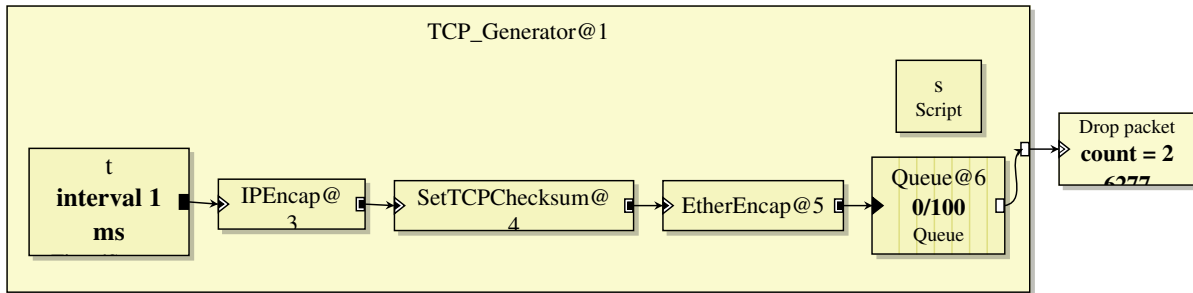 TCP_Generator@1
s
Script
t
interval 1
ms
IPEncap@
3
SetTCPChecksum@
4
EtherEncap@5
Queue@6
0/100
Queue
Drop packet
count = 2
6277